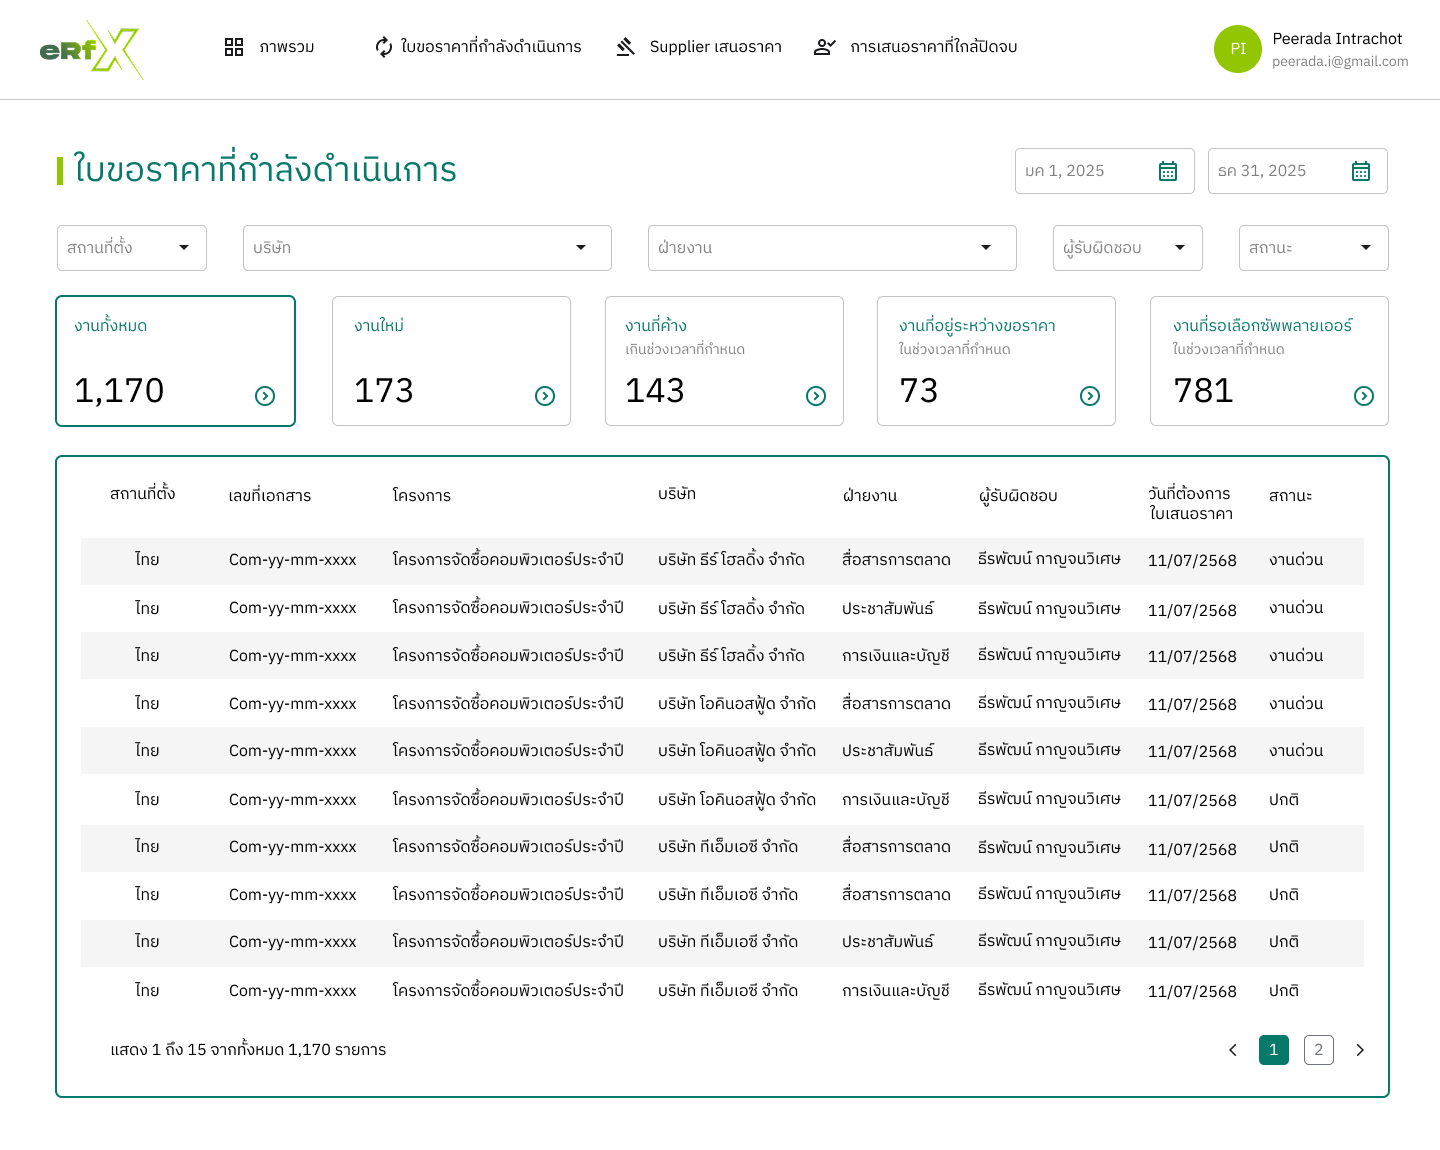 eRfX
ภาพรวม
ใบขอราคาที่กำลังดำเนินการ
Supplier เสนอราคา
การเสนอราคาที่ใกล้ปิดจบ
PI
Peerada Intrachot
peerada.i@gmail.com
ใบขอราคาที่กำลังดำเนินการ
มค 1, 2025
ธค 31, 2025
สถานที่ตั้ง
บริษัท
ฝ่ายงาน
ผู้รับผิดชอบ
สถานะ
งานทั้งหมด
1,170
งานใหม่
173
งานที่ค้าง
เกินช่วงเวลาที่กำหนด
143
งานที่อยู่ระหว่างขอราคา
ในช่วงเวลาที่กำหนด
73
งานที่รอเลือกซัพพลายเออร์
ในช่วงเวลาที่กำหนด
781
สถานที่ตั้ง เลขที่เอกสาร โครงการ บริษัท ฝ่ายงาน ผู้รับผิดชอบ วันที่ต้องการ สถานะ
ใบเสนอราคา
ไทย Com-yy-mm-xxxx โครงการจัดซื้อคอมพิวเตอร์ประจำปี บริษัท ธีร์ โฮลดิ้ง จำกัด สื่อสารการตลาด ธีรพัฒน์ กาญจนวิเศษ 11/07/2568 งานด่วน
ไทย Com-yy-mm-xxxx โครงการจัดซื้อคอมพิวเตอร์ประจำปี บริษัท ธีร์ โฮลดิ้ง จำกัด ประชาสัมพันธ์ ธีรพัฒน์ กาญจนวิเศษ 11/07/2568 งานด่วน
ไทย Com-yy-mm-xxxx โครงการจัดซื้อคอมพิวเตอร์ประจำปี บริษัท ธีร์ โฮลดิ้ง จำกัด การเงินและบัญชี ธีรพัฒน์ กาญจนวิเศษ 11/07/2568 งานด่วน
ไทย Com-yy-mm-xxxx โครงการจัดซื้อคอมพิวเตอร์ประจำปี บริษัท โอคินอสฟู้ด จำกัด สื่อสารการตลาด ธีรพัฒน์ กาญจนวิเศษ 11/07/2568 งานด่วน
ไทย Com-yy-mm-xxxx โครงการจัดซื้อคอมพิวเตอร์ประจำปี บริษัท โอคินอสฟู้ด จำกัด ประชาสัมพันธ์ ธีรพัฒน์ กาญจนวิเศษ 11/07/2568 งานด่วน
ไทย Com-yy-mm-xxxx โครงการจัดซื้อคอมพิวเตอร์ประจำปี บริษัท โอคินอสฟู้ด จำกัด การเงินและบัญชี ธีรพัฒน์ กาญจนวิเศษ 11/07/2568 ปกติ
ไทย Com-yy-mm-xxxx โครงการจัดซื้อคอมพิวเตอร์ประจำปี บริษัท ทีเอ็มเอซี จำกัด สื่อสารการตลาด ธีรพัฒน์ กาญจนวิเศษ 11/07/2568 ปกติ
ไทย Com-yy-mm-xxxx โครงการจัดซื้อคอมพิวเตอร์ประจำปี บริษัท ทีเอ็มเอซี จำกัด สื่อสารการตลาด ธีรพัฒน์ กาญจนวิเศษ 11/07/2568 ปกติ
ไทย Com-yy-mm-xxxx โครงการจัดซื้อคอมพิวเตอร์ประจำปี บริษัท ทีเอ็มเอซี จำกัด ประชาสัมพันธ์ ธีรพัฒน์ กาญจนวิเศษ 11/07/2568 ปกติ
ไทย Com-yy-mm-xxxx โครงการจัดซื้อคอมพิวเตอร์ประจำปี บริษัท ทีเอ็มเอซี จำกัด การเงินและบัญชี ธีรพัฒน์ กาญจนวิเศษ 11/07/2568 ปกติ
แสดง 1 ถึง 15 จากทั้งหมด 1,170 รายการ
1 2